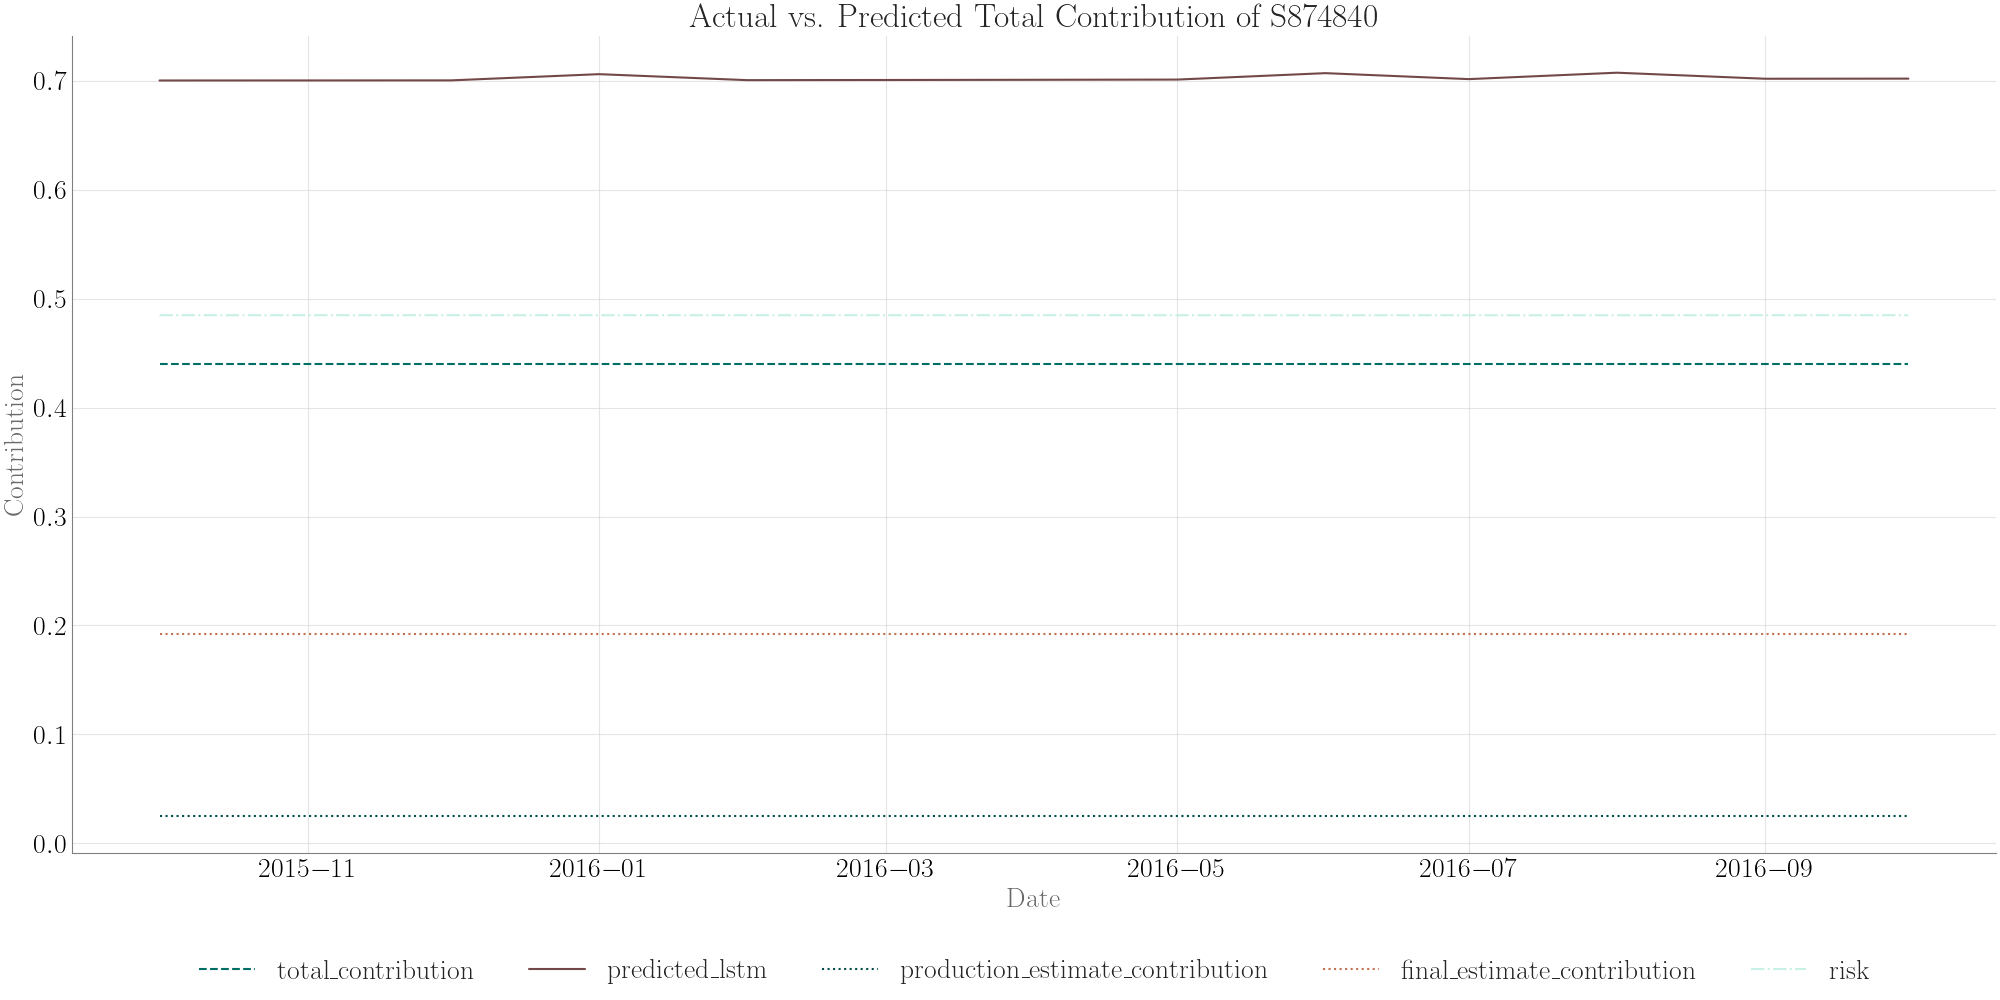 Actual vs. Predicted Total Contribution of S874840
0.7
0.6
0.5
0.4
0.3
0.2
0.1
0.0
Contribution
2015−11 2016−01 2016−03 2016−05 2016−07 2016−09
Date
total_contribution predicted_lstm production_estimate_contribution final_estimate_contribution risk